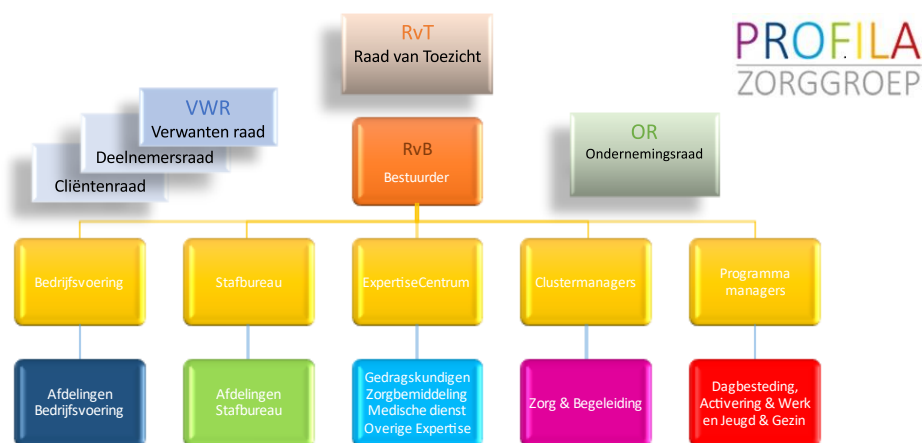 RvT
Raad van Toezicht
PROFILA
ZORGGROEP
VWR
Verwanten raad
Deelnemersraad
Cliëntenraad
RvB
Bestuurder
OR
Ondernemingsraad
Bedrijfsvoering
Stafbureau
ExpertiseCentrum
Clustermanagers
Programma
managers
Afdelingen
Bedrijfsvoering
Afdelingen
Stafbureau
Gedragskundigen
Zorgbemiddeling
Medische dienst
Overige Expertise
Zorg & Begeleiding
Dagbesteding,
Activering & Werk
en Jeugd & Gezin